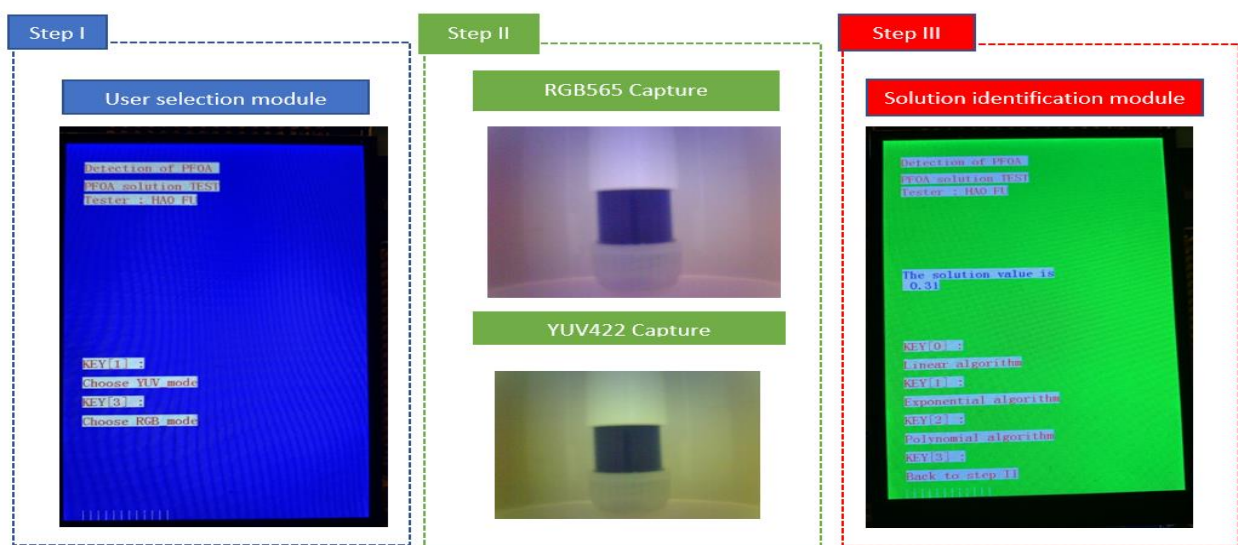 Step I
User selection module
Detection of PFOA
PFOA solution TEST
Tester : HAO FU
KEY[1] :
Choose YUV mode
KEY[3] :
Choose RGB mode
Step II
RGB565 Capture
YUV422 Capture
Step III
Solution identification module
Detection of PFOA
PFOA solution TEST
Tester : HAO FU
The solution value is
0.31
KEY[0] :
Linear algorithm
KEY[1] :
Exponential algorithm
KEY[2] :
Polynomial algorithm
KEY[3] :
Back to step II